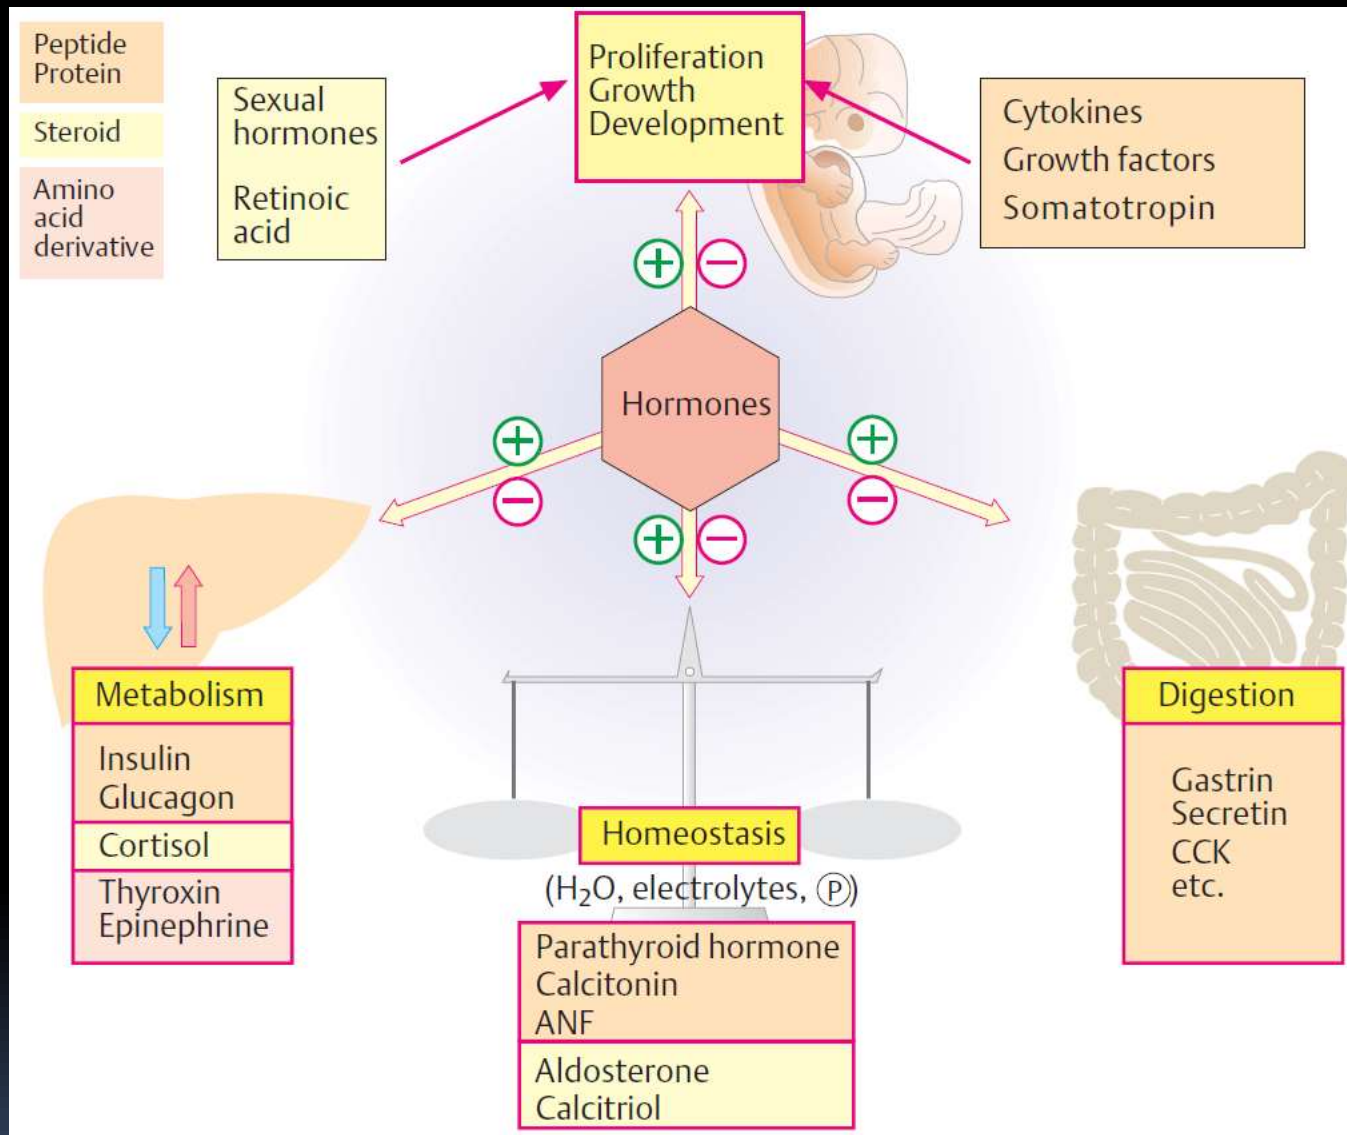 Peptide
Protein
Steroid
Amino
acid
derivative
Sexual
hormones
Retinoic
acid
Proliferation
Growth
Development
Cytokines
Growth factors
Somatotropin
+ −
Hormones
+
−
+
−
+ −
Metabolism
Insulin
Glucagon
Cortisol
Thyroxin
Epinephrine
Homeostasis
(H₂O, electrolytes, Ⓟ)
Parathyroid hormone
Calcitonin
ANF
Aldosterone
Calcitriol
Digestion
Gastrin
Secretin
CCK
etc.